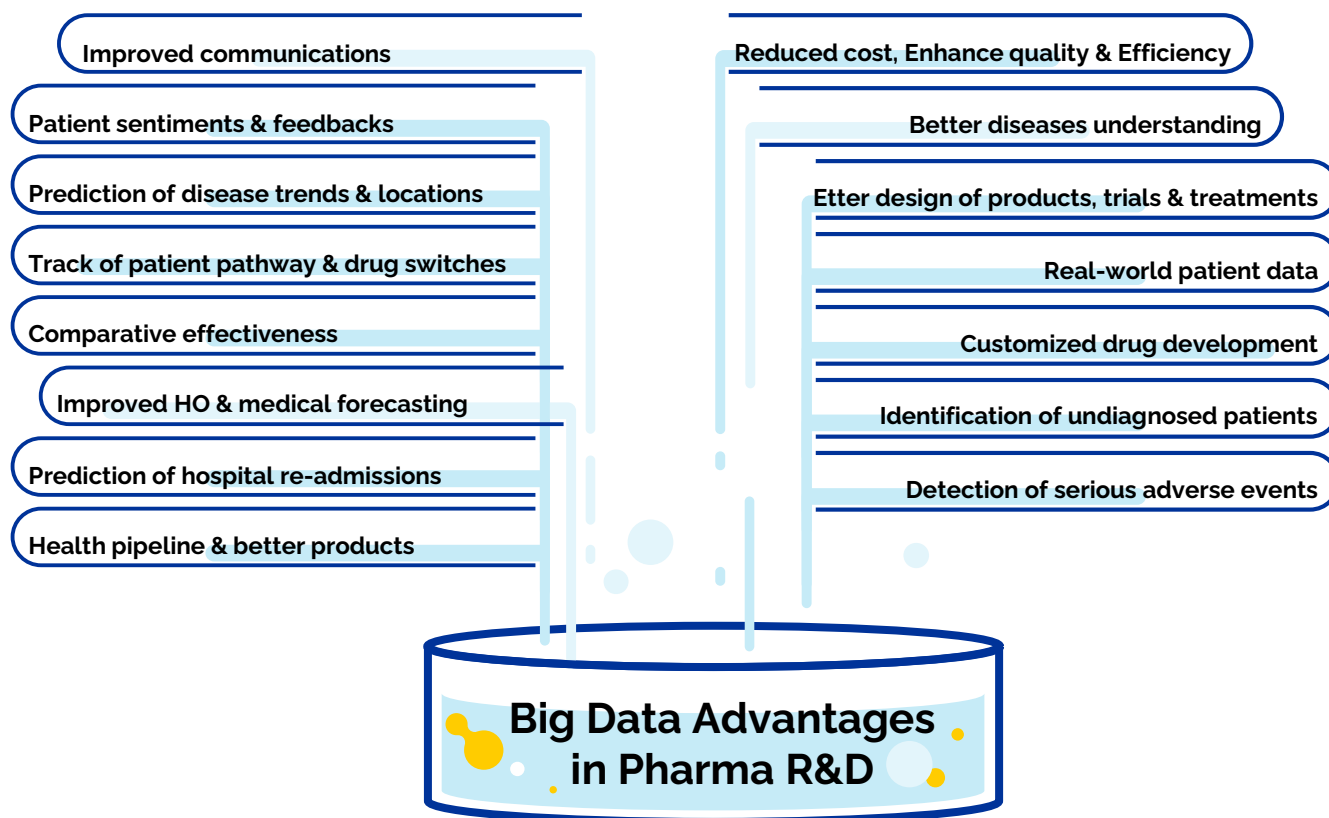 Improved communications
Patient sentiments & feedbacks
Prediction of disease trends & locations
Track of patient pathway & drug switches
Comparative effectiveness
Improved HO & medical forecasting
Prediction of hospital re-admissions
Health pipeline & better products
Reduced cost, Enhance quality & Efficiency
Better diseases understanding
Etter design of products, trials & treatments
Real-world patient data
Customized drug development
Identification of undiagnosed patients
Detection of serious adverse events
Big Data Advantages
in Pharma R&D